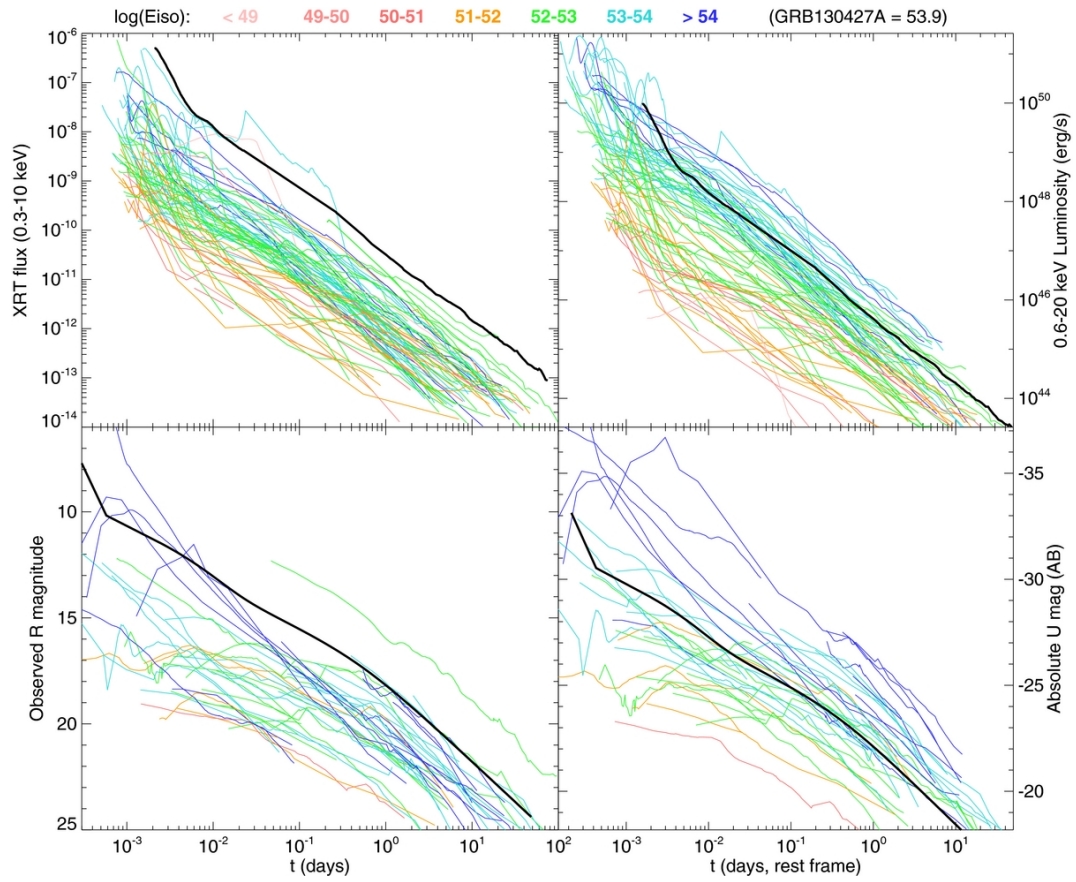 log(Eiso): < 49 49-50 50-51 51-52 52-53 53-54 > 54 (GRB130427A = 53.9)
XRT flux (0.3-10 keV)
10^-6
10^-7
10^-8
10^-9
10^-10
10^-11
10^-12
10^-13
10^-14
10^50
10^48
10^46
10^44
0.6-20 keV Luminosity (erg/s)
Observed R magnitude
10
15
20
25
-35
-30
-25
-20
Absolute U mag (AB)
10^-3 10^-2 10^-1 10^0 10^1 10^2
10^-3 10^-2 10^-1 10^0 10^1
t (days)
t (days, rest frame)